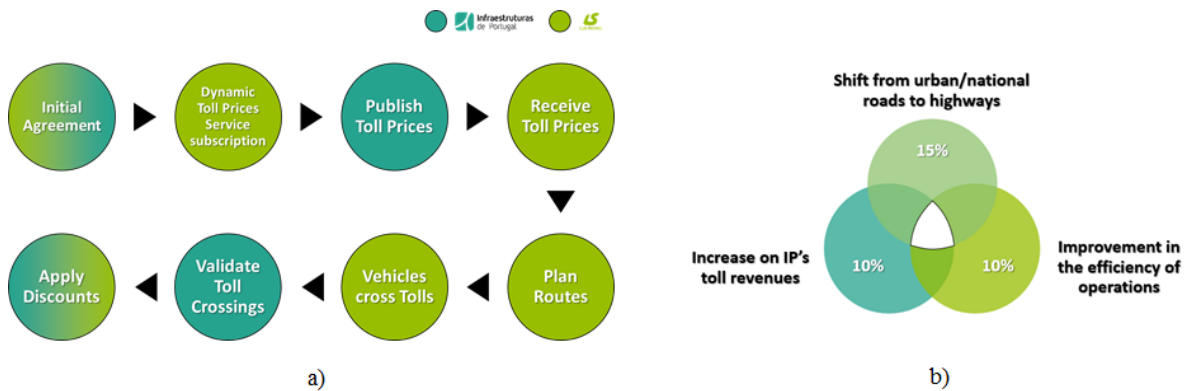 Infraestruturas
de Portugal
LS
Initial
Agreement
Dynamic
Toll Prices
Service
subscription
Publish
Toll Prices
Receive
Toll Prices
Apply
Discounts
Validate
Toll
Crossings
Vehicles
cross Tolls
Plan
Routes
a)
Shift from urban/national
roads to highways
15%
Increase on IP's
toll revenues
10%
10%
Improvement in
the efficiency of
operations
b)